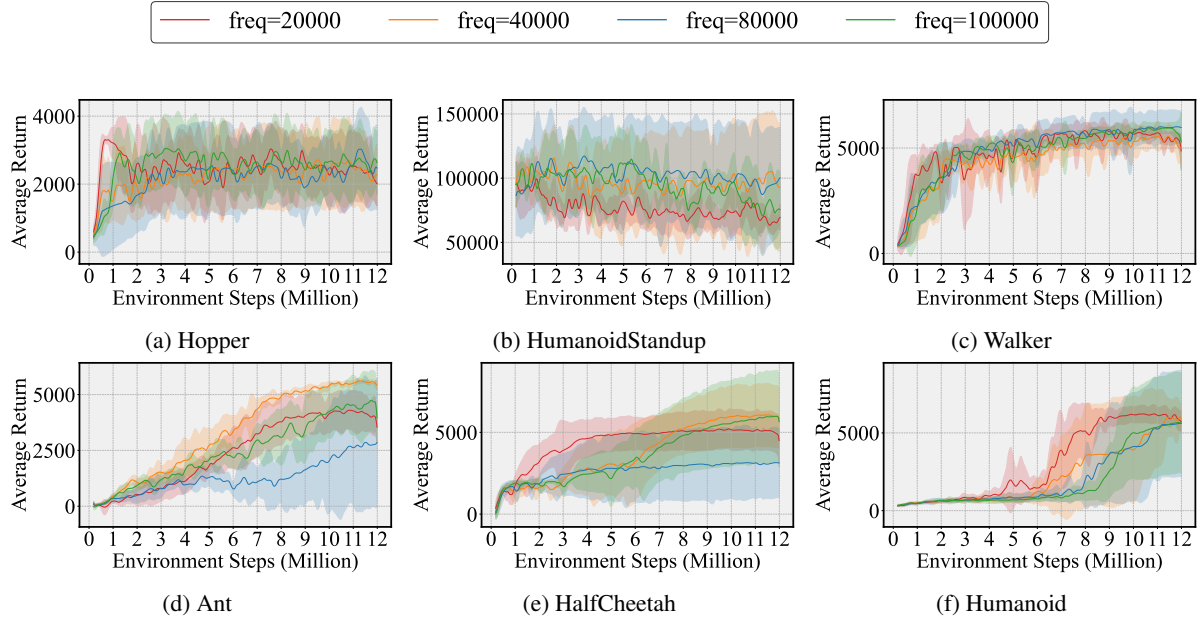 freq=20000 freq=40000 freq=80000 freq=100000
Average Return
4000
2000
0
0 1 2 3 4 5 6 7 8 9 10 11 12
Environment Steps (Million)
(a) Hopper
Average Return
150000
100000
50000
0 1 2 3 4 5 6 7 8 9 10 11 12
Environment Steps (Million)
(b) HumanoidStandup
Average Return
5000
0
0 1 2 3 4 5 6 7 8 9 10 11 12
Environment Steps (Million)
(c) Walker
Average Return
5000
2500
0
0 1 2 3 4 5 6 7 8 9 10 11 12
Environment Steps (Million)
(d) Ant
Average Return
5000
0
0 1 2 3 4 5 6 7 8 9 10 11 12
Environment Steps (Million)
(e) HalfCheetah
Average Return
5000
0
0 1 2 3 4 5 6 7 8 9 10 11 12
Environment Steps (Million)
(f) Humanoid